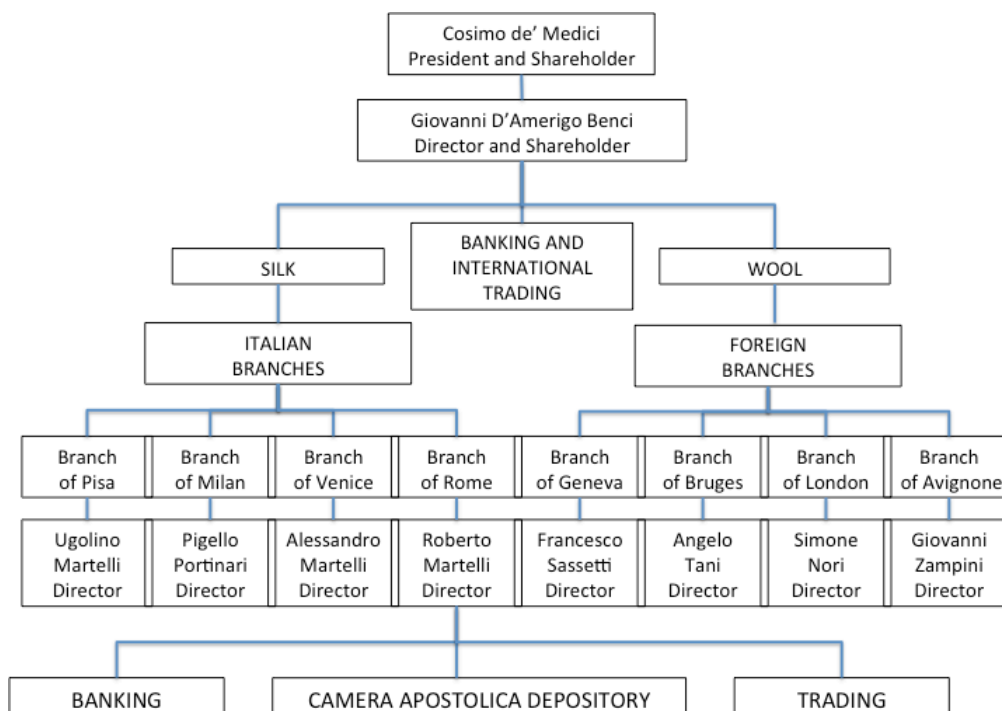 Cosimo de’ Medici
President and Shareholder
Giovanni D’Amerigo Benci
Director and Shareholder
SILK
BANKING AND
INTERNATIONAL
TRADING
WOOL
ITALIAN
BRANCHES
FOREIGN
BRANCHES
Branch
of Pisa
Branch
of Milan
Branch
of Venice
Branch
of Rome
Branch
of Geneva
Branch
of Bruges
Branch
of London
Branch
of Avignone
Ugolino
Martelli
Director
Pigello
Portinari
Director
Alessandro
Martelli
Director
Roberto
Martelli
Director
Francesco
Sassetti
Director
Angelo
Tani
Director
Simone
Nori
Director
Giovanni
Zampini
Director
BANKING
CAMERA APOSTOLICA DEPOSITORY
TRADING